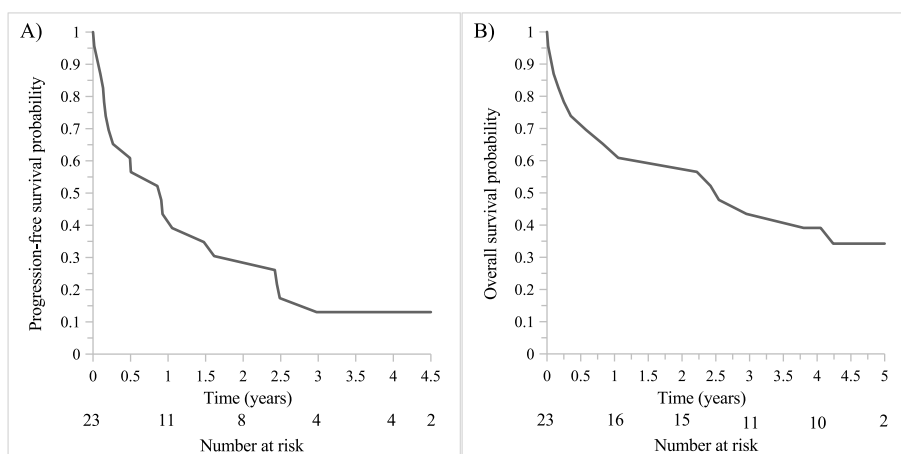 A)
Progression-free survival probability
1
0.9
0.8
0.7
0.6
0.5
0.4
0.3
0.2
0.1
0
0 0.5 1 1.5 2 2.5 3 3.5 4 4.5
Time (years)
23 11 8 4 4 2
Number at risk
B)
Overall survival probability
1
0.9
0.8
0.7
0.6
0.5
0.4
0.3
0.2
0.1
0
0 0.5 1 1.5 2 2.5 3 3.5 4 4.5 5
Time (years)
23 16 15 11 10 2
Number at risk